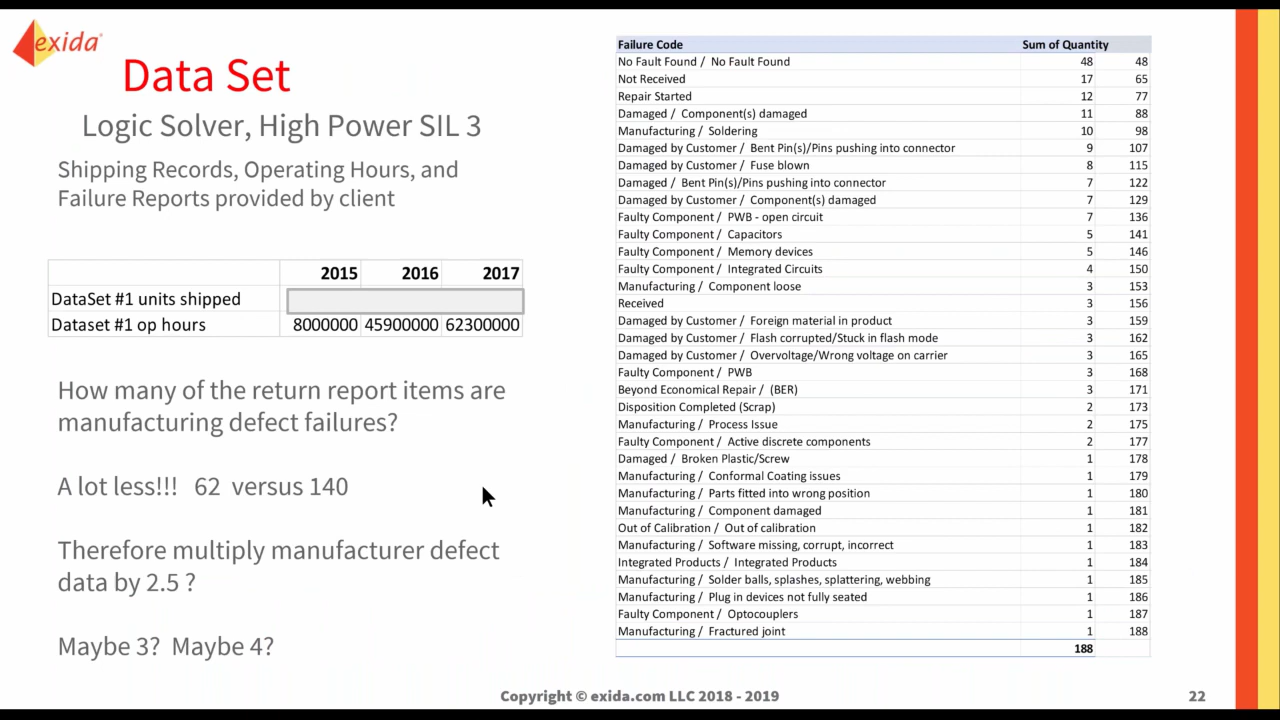 exida
Data Set
Logic Solver, High Power SIL 3
Shipping Records, Operating Hours, and
Failure Reports provided by client
2015 2016 2017
DataSet #1 units shipped
Dataset #1 op hours 8000000 45900000 62300000
How many of the return report items are
manufacturing defect failures?
A lot less!!! 62 versus 140
Therefore multiply manufacturer defect
data by 2.5 ?
Maybe 3? Maybe 4?
Failure Code Sum of Quantity
No Fault Found / No Fault Found 48 48
Not Received 17 65
Repair Started 12 77
Damaged / Component(s) damaged 11 88
Manufacturing / Soldering 10 98
Damaged by Customer / Bent Pin(s)/Pins pushing into connector 9 107
Damaged by Customer / Fuse blown 8 115
Damaged / Bent Pin(s)/Pins pushing into connector 7 122
Damaged by Customer / Component(s) damaged 7 129
Faulty Component / PWB - open circuit 7 136
Faulty Component / Capacitors 5 141
Faulty Component / Memory devices 5 146
Faulty Component / Integrated Circuits 4 150
Manufacturing / Component loose 3 153
Received 3 156
Damaged by Customer / Foreign material in product 3 159
Damaged by Customer / Flash corrupted/Stuck in flash mode 3 162
Damaged by Customer / Overvoltage/Wrong voltage on carrier 3 165
Faulty Component / PWB 3 168
Beyond Economical Repair / (BER) 3 171
Disposition Completed (Scrap) 2 173
Manufacturing / Process Issue 2 175
Faulty Component / Active discrete components 2 177
Damaged / Broken Plastic/Screw 1 178
Manufacturing / Conformal Coating issues 1 179
Manufacturing / Parts fitted into wrong position 1 180
Manufacturing / Component damaged 1 181
Out of Calibration / Out of calibration 1 182
Manufacturing / Software missing, corrupt, incorrect 1 183
Integrated Products / Integrated Products 1 184
Manufacturing / Solder balls, splashes, splattering, webbing 1 185
Manufacturing / Plug in devices not fully seated 1 186
Faulty Component / Optocouplers 1 187
Manufacturing / Fractured joint 1 188
188
Copyright © exida.com LLC 2018 - 2019
22